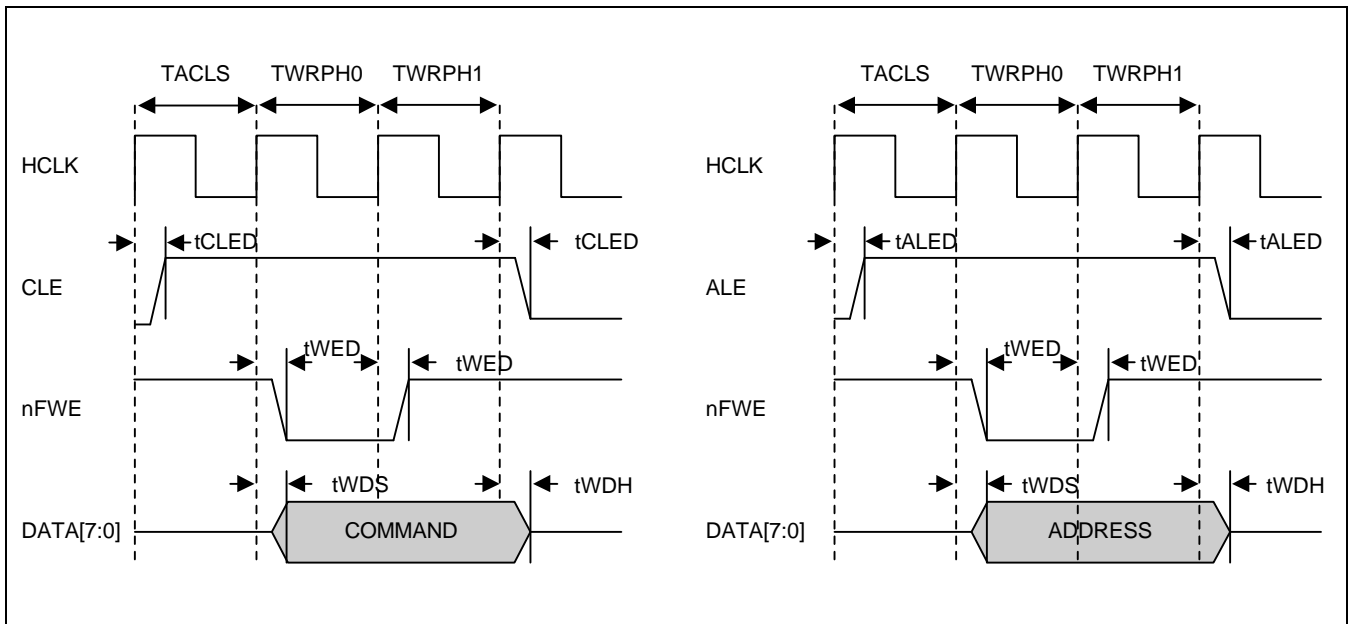 TACLS TWRPH0 TWRPH1
HCLK
tCLED tCLED
CLE
tWED tWED
nFWE
tWDS tWDH
DATA[7:0] COMMAND
TACLS TWRPH0 TWRPH1
HCLK
tALED tALED
ALE
tWED tWED
nFWE
tWDS tWDH
DATA[7:0] ADDRESS